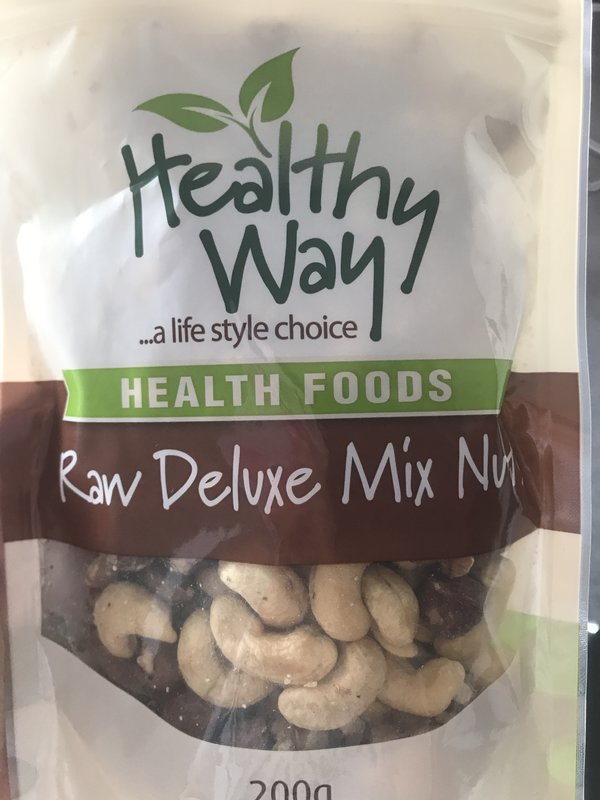 Healthy
Way
...a life style choice
HEALTH FOODS
Raw Deluxe Mix
200g